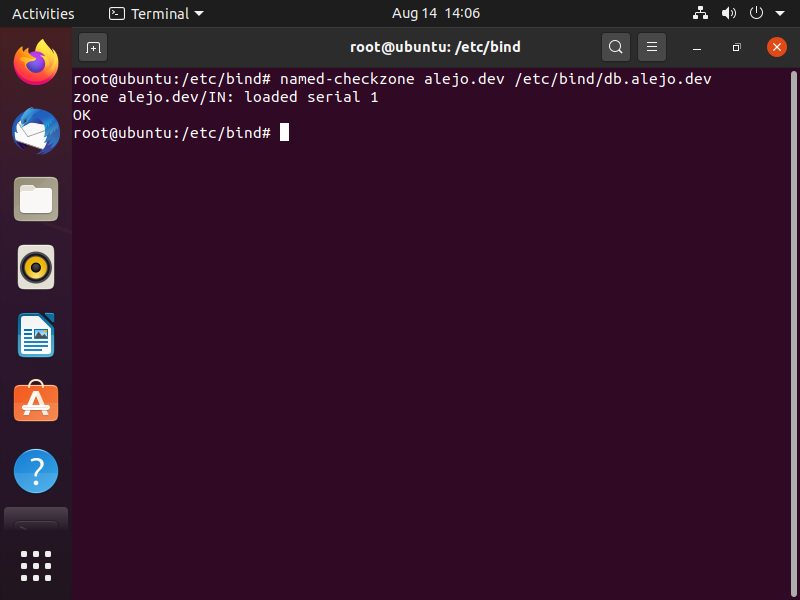 Activities
Terminal
Aug 14 14:06
root@ubuntu: /etc/bind
root@ubuntu:/etc/bind# named-checkzone alejo.dev /etc/bind/db.alejo.dev
zone alejo.dev/IN: loaded serial 1
OK
root@ubuntu:/etc/bind#